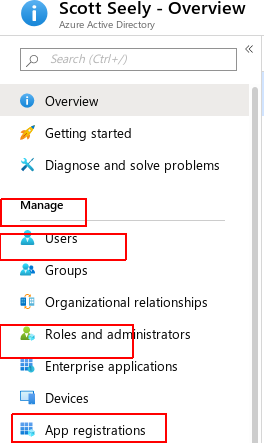 Scott Seely - Overview
Azure Active Directory
Search (Ctrl+/)
Overview
Getting started
Diagnose and solve problems
Manage
Users
Groups
Organizational relationships
Roles and administrators
Enterprise applications
Devices
App registrations